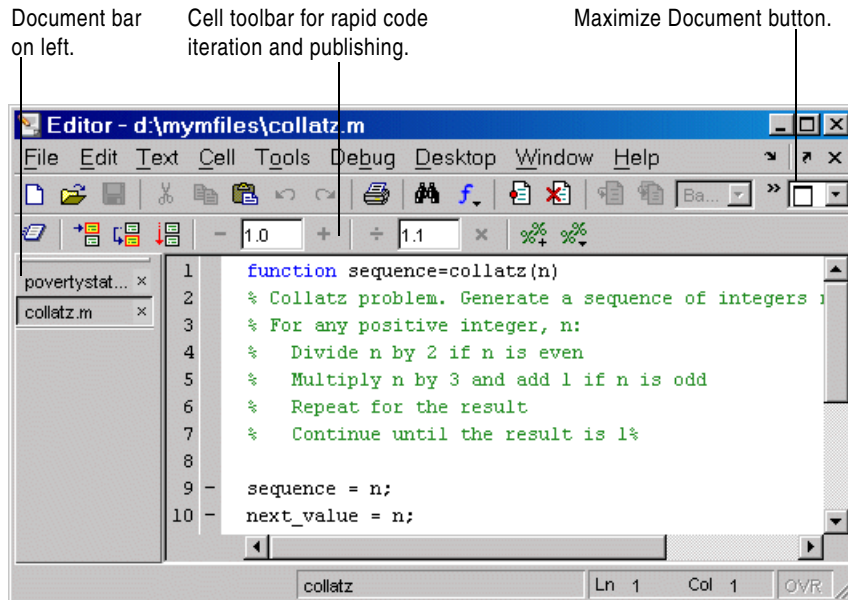 Document bar on left.
Cell toolbar for rapid code iteration and publishing.
Maximize Document button.
Editor - d:\mymfiles\collatz.m
File Edit Text Cell Tools Debug Desktop Window Help
Ba...
1.0
1.1
povertystat...
collatz.m
1 function sequence=collatz(n)
2 % Collatz problem. Generate a sequence of integers
3 % For any positive integer, n:
4 %   Divide n by 2 if n is even
5 %   Multiply n by 3 and add 1 if n is odd
6 %   Repeat for the result
7 %   Continue until the result is 1%
8
9 - sequence = n;
10 - next_value = n;
collatz
Ln 1 Col 1 OVR